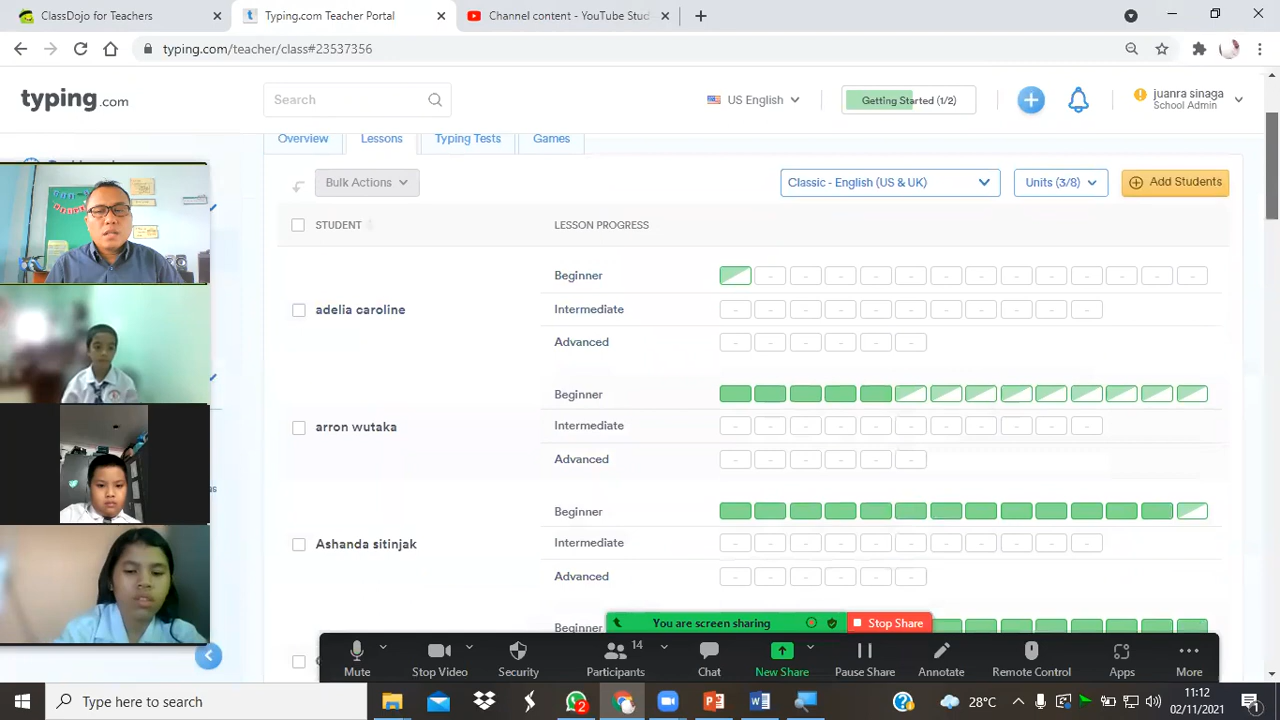 ClassDojo for Teachers
Typing.com Teacher Portal
Channel content - YouTube Stud
typing.com/teacher/class#23537356
typing.com
Search
US English
Getting Started (1/2)
juanra sinaga
School Admin
Overview
Lessons
Typing Tests
Games
Bulk Actions
Classic - English (US & UK)
Units (3/8)
Add Students
STUDENT
LESSON PROGRESS
adelia caroline
Beginner
Intermediate
Advanced
arron wutaka
Beginner
Intermediate
Advanced
Ashanda sitinjak
Beginner
Intermediate
Advanced
Beginner
You are screen sharing
Stop Share
Mute
Stop Video
Security
14
Participants
Chat
New Share
Pause Share
Annotate
Remote Control
Apps
More
Type here to search
2
28°C
11:12
02/11/2021
1